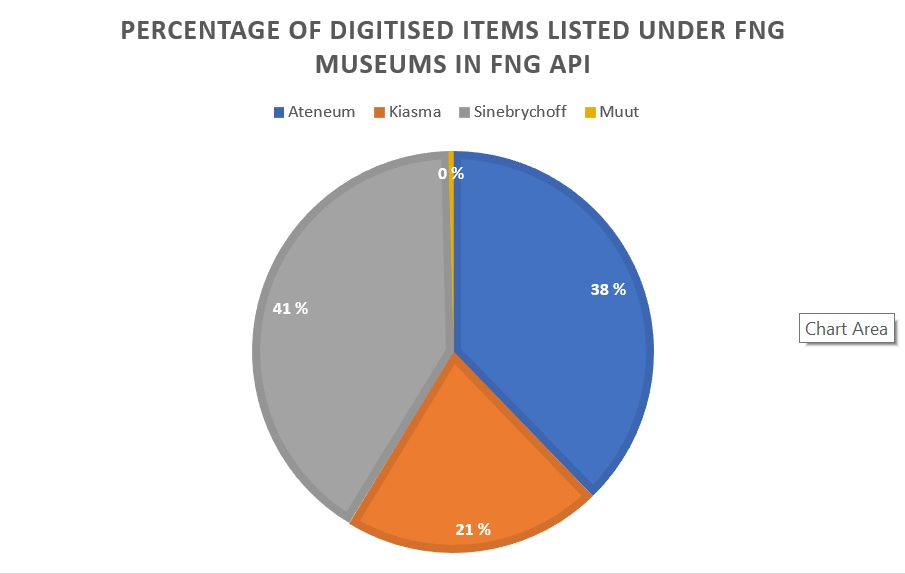 PERCENTAGE OF DIGITISED ITEMS LISTED UNDER FNG
MUSEUMS IN FNG API
Ateneum Kiasma Sinebrychoff Muut
0 %
38 %
41 %
Chart Area
21 %